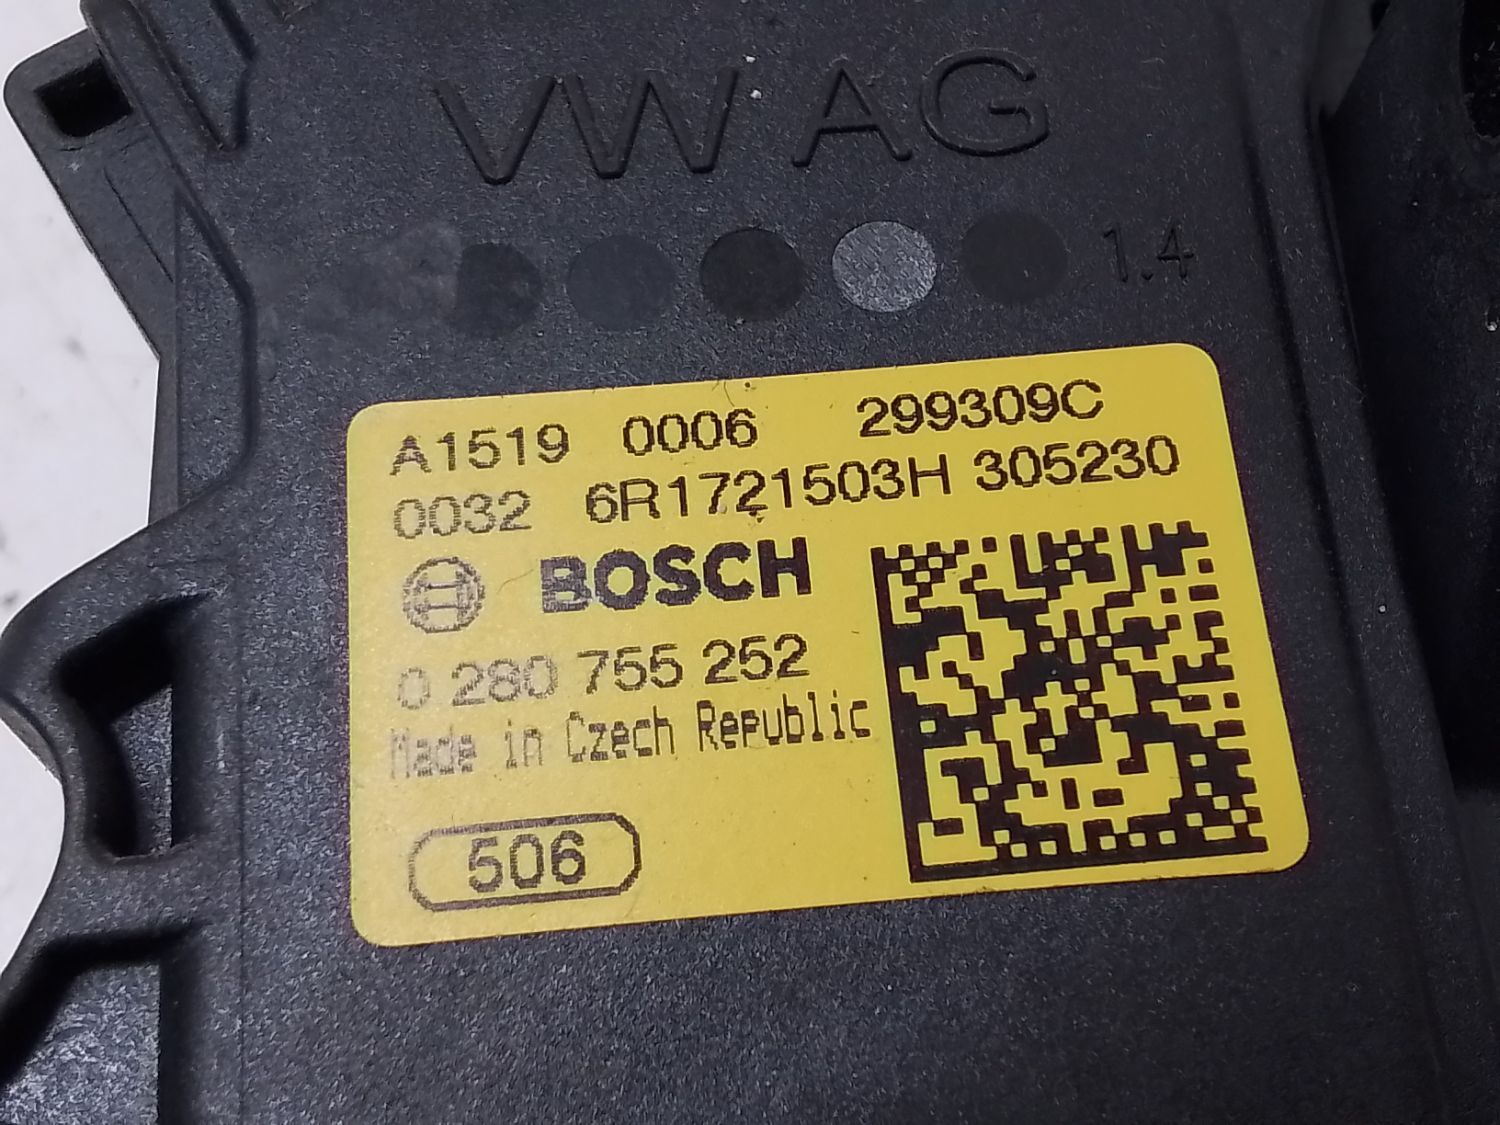 VW AG
1.4
A1519 0006 299309C
0032 6R1721503H 305230
BOSCH
0 280 755 252
Made in Czech Republic
506